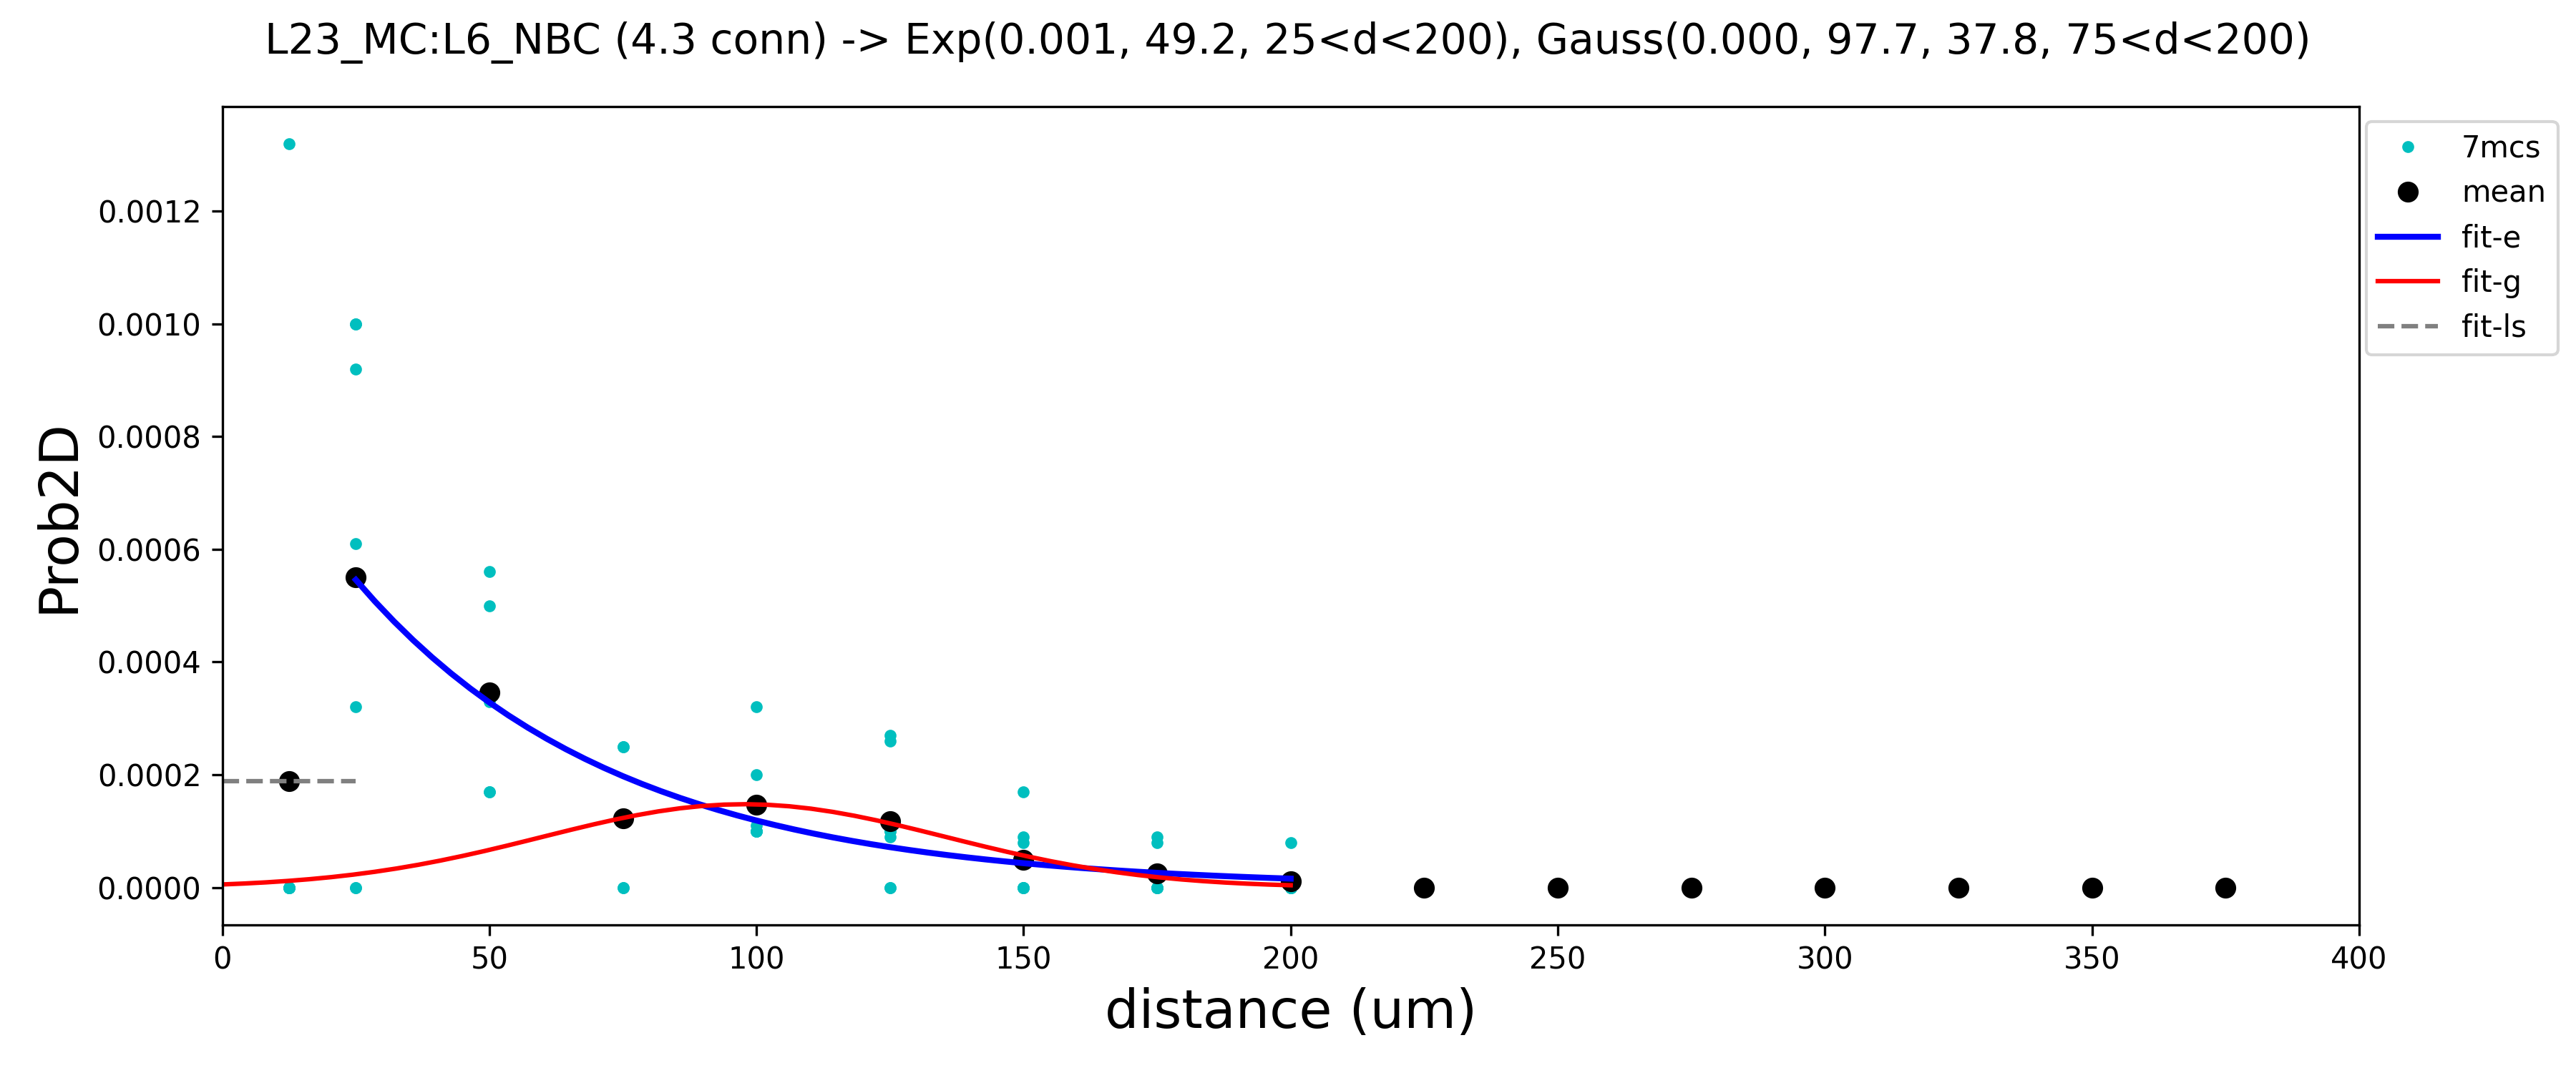 L23_MC:L6_NBC (4.3 conn) -> Exp(0.001, 49.2, 25<d<200), Gauss(0.000, 97.7, 37.8, 75<d<200)
7mcs
mean
fit-e
fit-g
fit-ls
Prob2D
0.0012
0.0010
0.0008
0.0006
0.0004
0.0002
0.0000
0 50 100 150 200 250 300 350 400
distance (um)